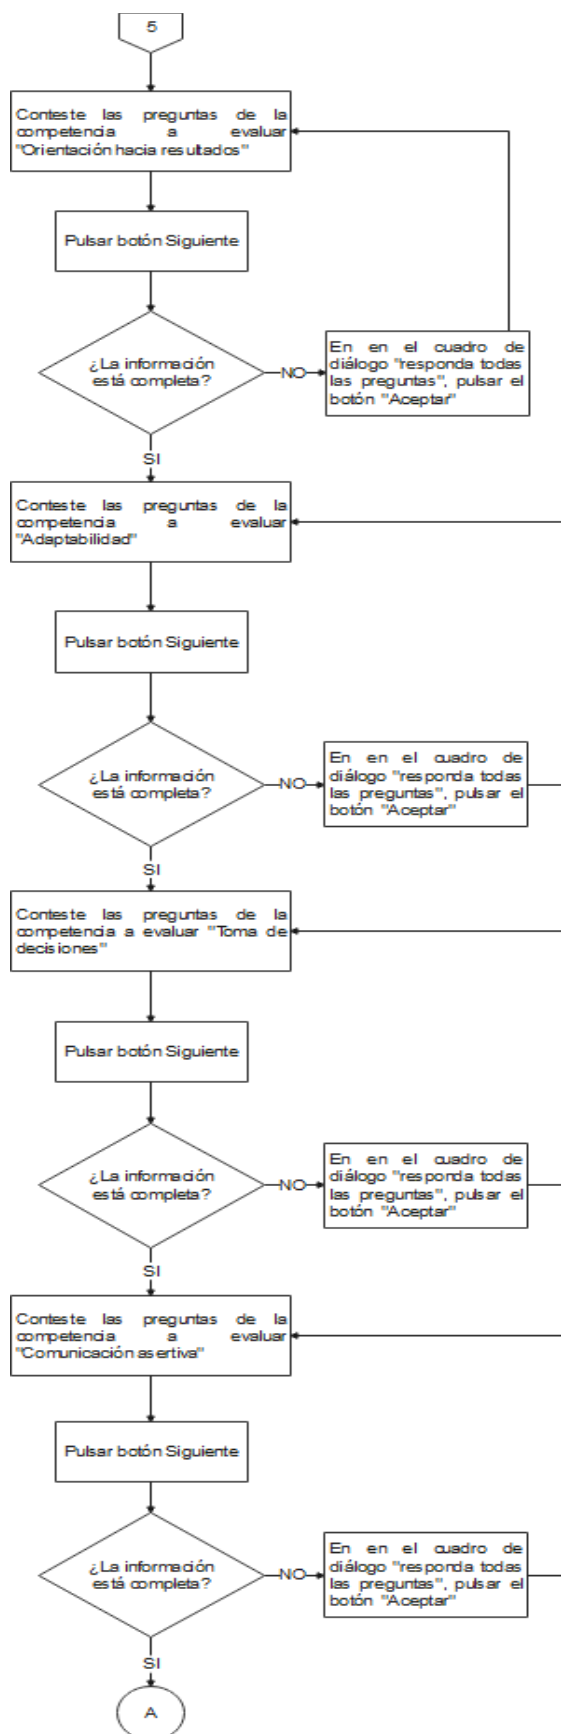 5
Conteste las preguntas de la
competencia a evaluar
"Orientación hacia resultados"
Pulsar botón Siguiente
¿La información
está completa?
NO
En en el cuadro de
diálogo "responda todas
las preguntas", pulsar el
botón "Aceptar"
SI
Conteste las preguntas de la
competencia a evaluar
"Adaptabilidad"
Pulsar botón Siguiente
¿La información
está completa?
NO
En en el cuadro de
diálogo "responda todas
las preguntas", pulsar el
botón "Aceptar"
SI
Conteste las preguntas de la
competencia a evaluar "Toma de
decisiones"
Pulsar botón Siguiente
¿La información
está completa?
NO
En en el cuadro de
diálogo "responda todas
las preguntas", pulsar el
botón "Aceptar"
SI
Conteste las preguntas de la
competencia a evaluar
"Comunicación asertiva"
Pulsar botón Siguiente
¿La información
está completa?
NO
En en el cuadro de
diálogo "responda todas
las preguntas", pulsar el
botón "Aceptar"
SI
A